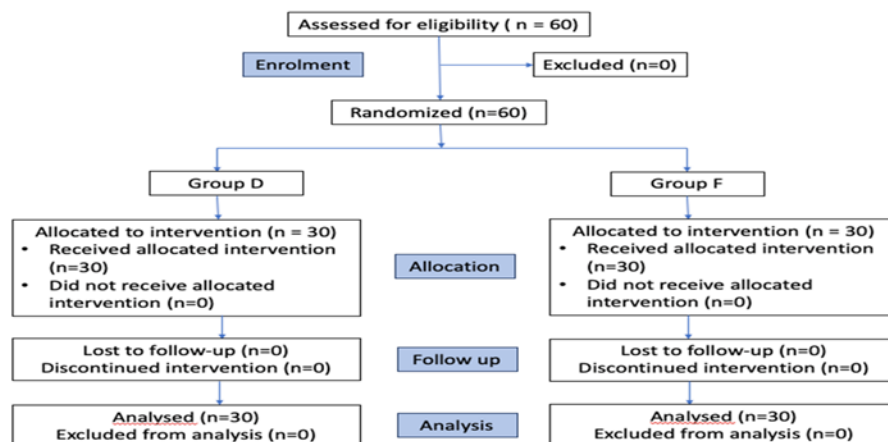 Assessed for eligibility ( n = 60)
Enrolment
Excluded (n=0)
Randomized (n=60)
Group D
Group F
Allocated to intervention (n = 30)
• Received allocated intervention
(n=30)
• Did not receive allocated
intervention (n=0)
Allocation
Allocated to intervention (n = 30)
• Received allocated intervention
(n=30)
• Did not receive allocated
intervention (n=0)
Lost to follow-up (n=0)
Discontinued intervention (n=0)
Follow up
Lost to follow-up (n=0)
Discontinued intervention (n=0)
Analysed (n=30)
Excluded from analysis (n=0)
Analysis
Analysed (n=30)
Excluded from analysis (n=0)